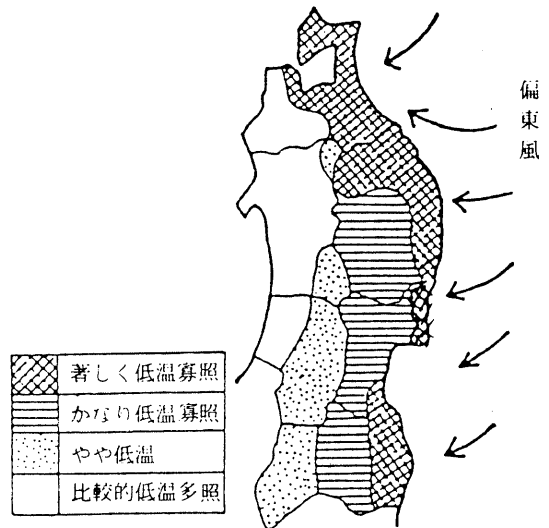 偏東風
著しく低温寡照
かなり低温寡照
やや低温
比較的低温多照